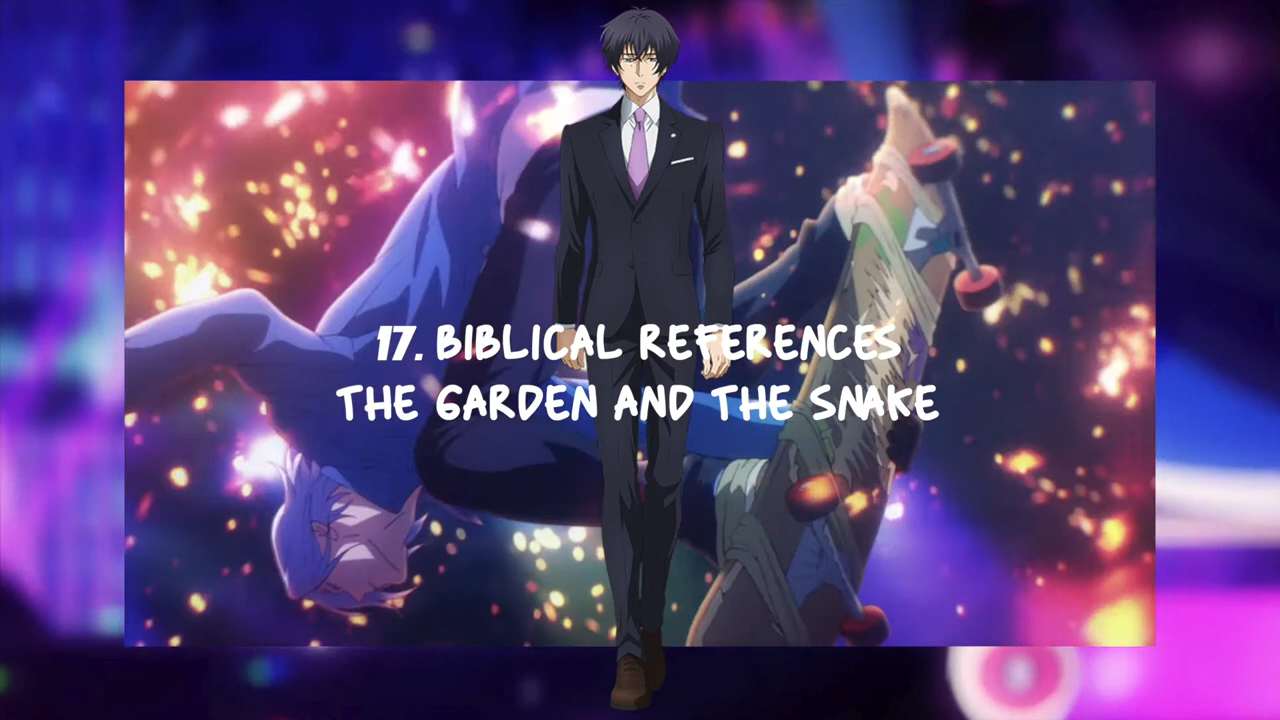 17. BIBLICAL REFERENCES
THE GARDEN AND THE SNAKE